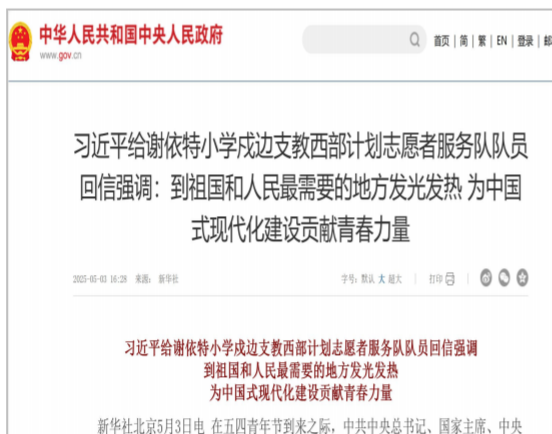 中华人民共和国中央人民政府
www.gov.cn
首页 | 简 | 繁 | EN | 登录 | 邮
习近平给谢依特小学戍边支教西部计划志愿者服务队队员
回信强调：到祖国和人民最需要的地方发光发热 为中国
式现代化建设贡献青春力量
2025-05-03 16:28 来源： 新华社
字号：默认 大 超大 | 打印
习近平给谢依特小学戍边支教西部计划志愿者服务队队员回信强调
到祖国和人民最需要的地方发光发热
为中国式现代化建设贡献青春力量
新华社北京5月3日电 在五四青年节到来之际，中共中央总书记、国家主席、中央